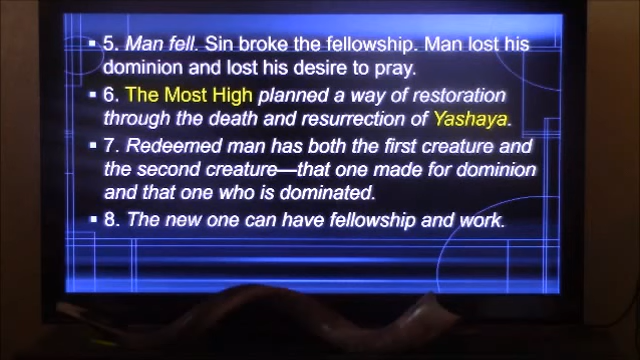 ▪ 5. Man fell. Sin broke the fellowship. Man lost his
dominion and lost his desire to pray.
▪ 6. The Most High planned a way of restoration
through the death and resurrection of Yashaya.
▪ 7. Redeemed man has both the first creature and
the second creature—that one made for dominion
and that one who is dominated.
▪ 8. The new one can have fellowship and work.